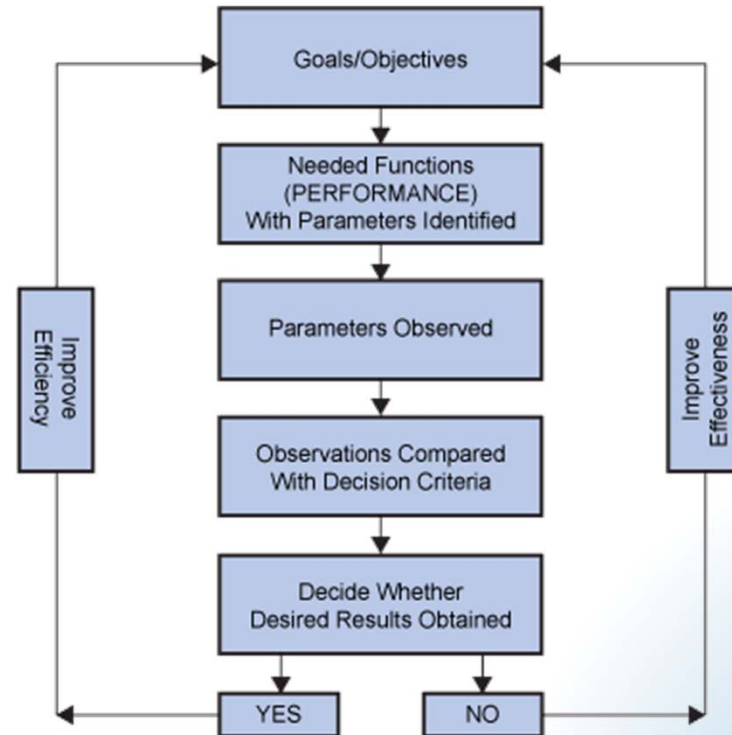 Goals/Objectives
Needed Functions
(PERFORMANCE)
With Parameters Identified
Parameters Observed
Observations Compared
With Decision Criteria
Decide Whether
Desired Results Obtained
YES
NO
Improve
Efficiency
Improve
Effectiveness